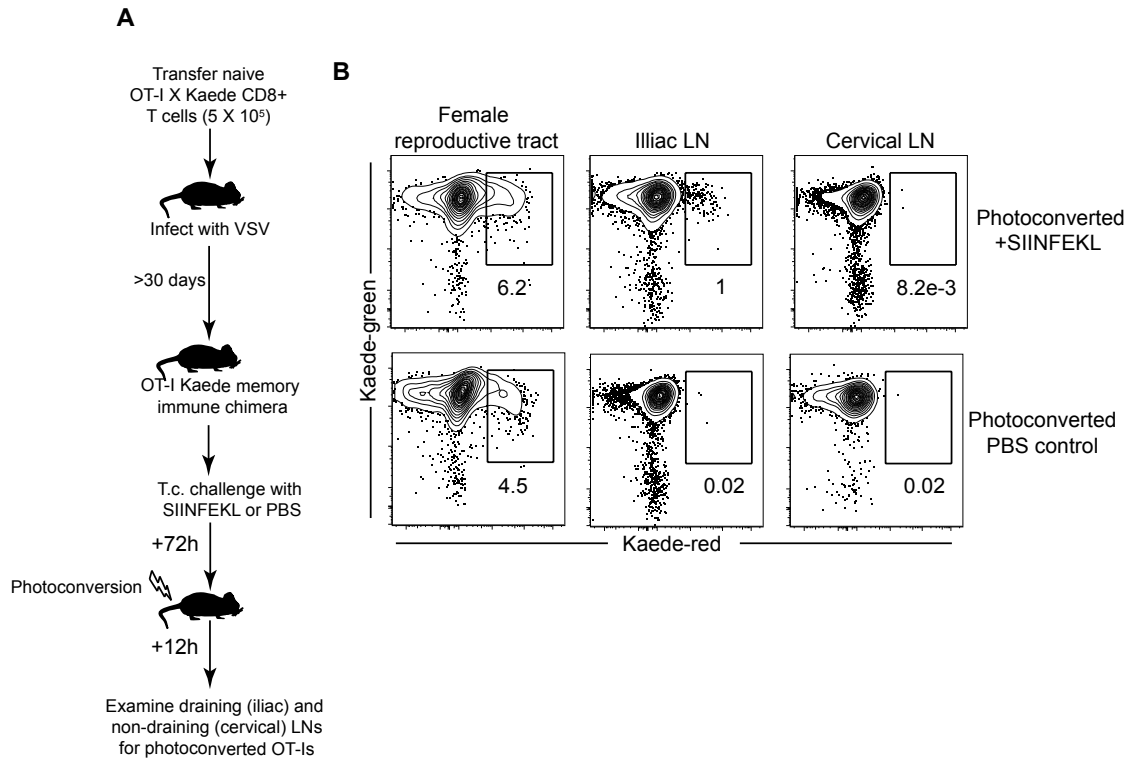 A
Transfer naive
OT-I X Kaede CD8+
T cells (5 X 10⁵)
Infect with VSV
>30 days
OT-I Kaede memory
immune chimera
T.c. challenge with
SIINFEKL or PBS
+72h
Photoconversion
+12h
Examine draining (iliac) and
non-draining (cervical) LNs
for photoconverted OT-Is
B
Female
reproductive tract
Illiac LN
Cervical LN
6.2
1
8.2e-3
Photoconverted
+SIINFEKL
4.5
0.02
0.02
Photoconverted
PBS control
Kaede-green
Kaede-red